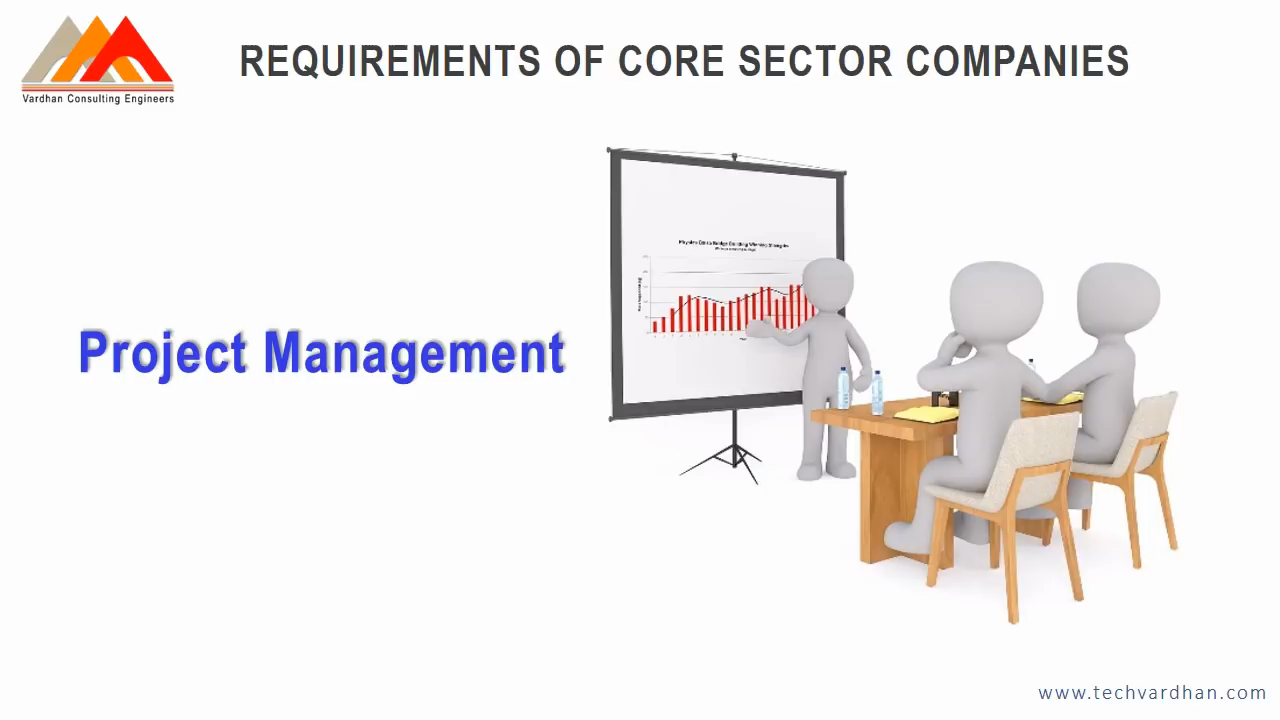 REQUIREMENTS OF CORE SECTOR COMPANIES
Vardhan Consulting Engineers
Project Management
www.techvardhan.com